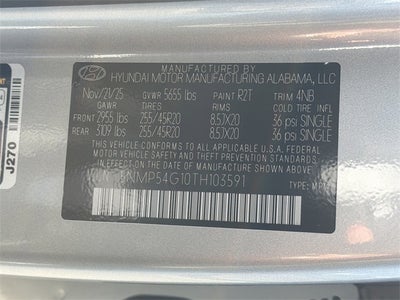 MANUFACTURED BY
HYUNDAI MOTOR MANUFACTURING ALABAMA, LLC
Nov/21/25 GVWR 5655 lbs PAINT: R2T TRIM 4NB
GAWR TIRES RIMS COLD TIRE INFL
FRONT 2955 lbs 255/45R20 8.5JX20 36 psi SINGLE
REAR 3109 lbs 255/45R20 8.5JX20 36 psi SINGLE
THIS VEHICLE CONFORMS TO ALL APPLICABLE U.S.A. FEDERAL
MOTOR VEHICLE SAFETY, BUMPER, AND THEFT PREVENTION
STANDARDS IN EFFECT ON THE DATE OF MANUFACTURE
SHOWN ABOVE.
NMP54G10TH103591 TYPE:
J270